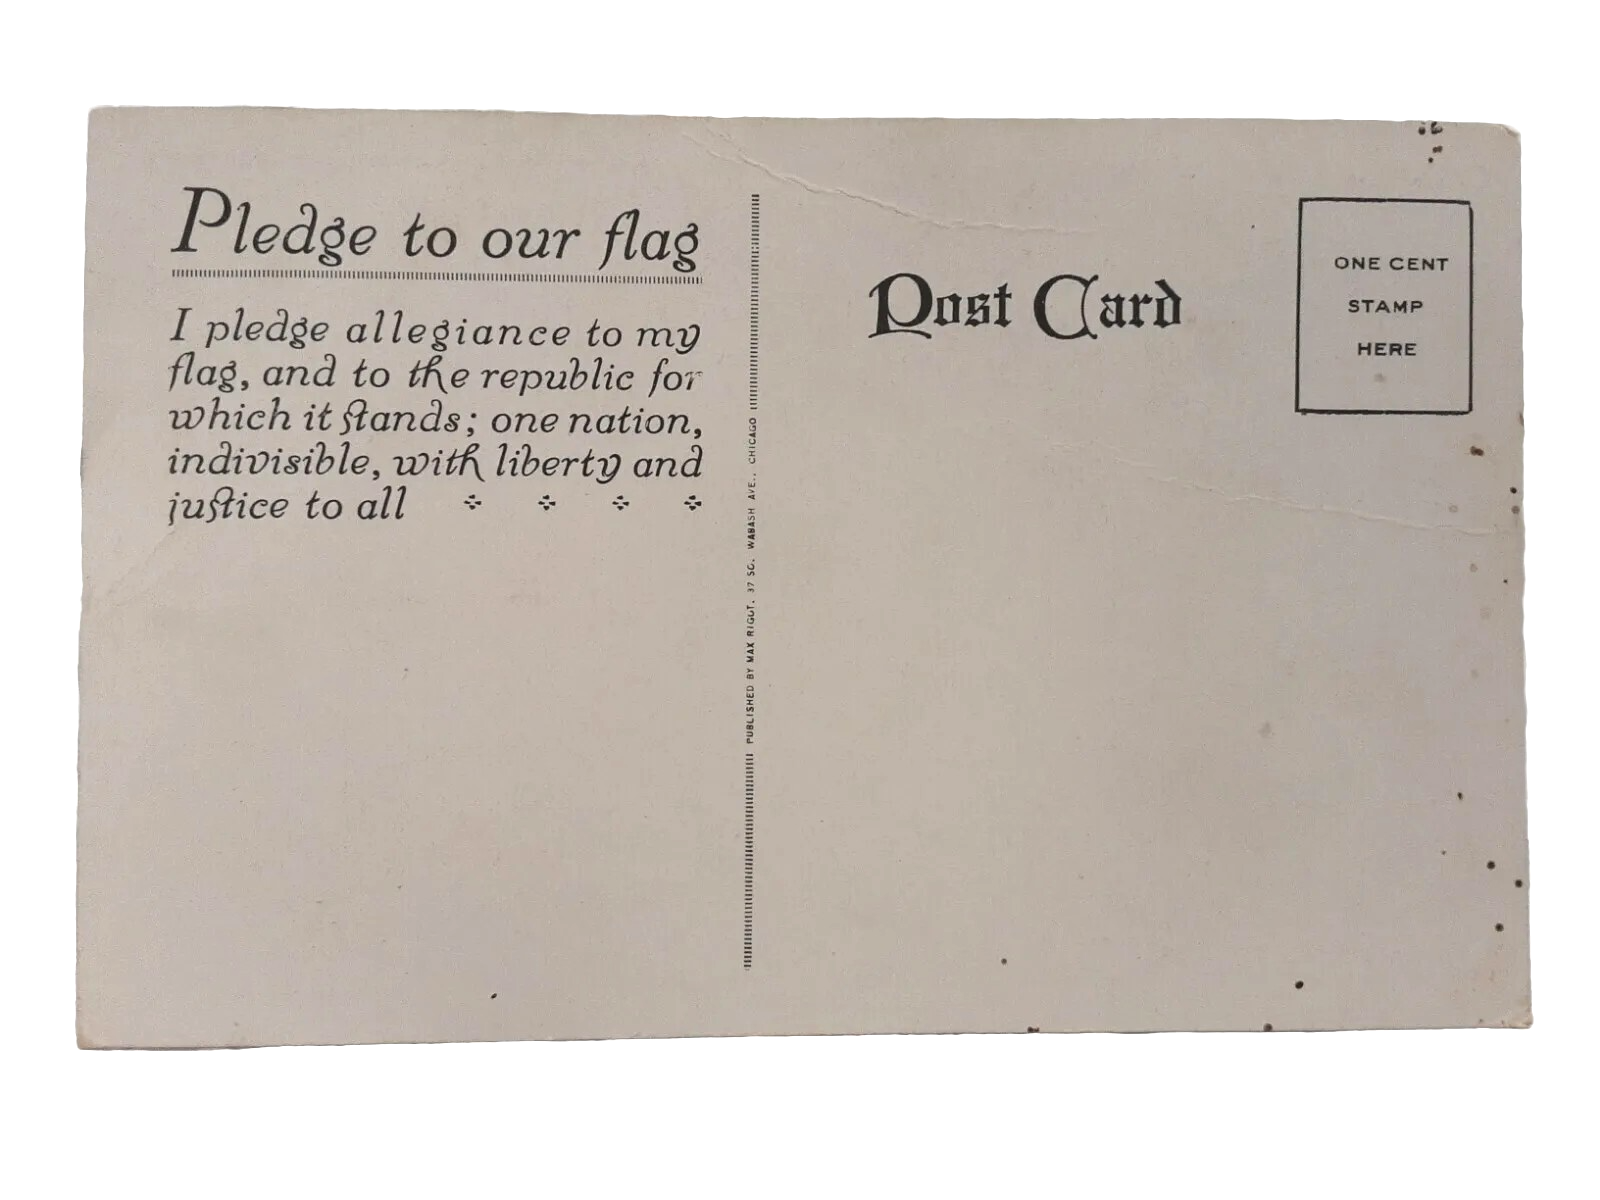 Pledge to our flag
I pledge allegiance to my
flag, and to the republic for
which it stands; one nation,
indivisible, with liberty and
justice to all
PUBLISHED BY MAX RIGOT, 37 SO. WABASH AVE., CHICAGO
Post Card
ONE CENT
STAMP
HERE